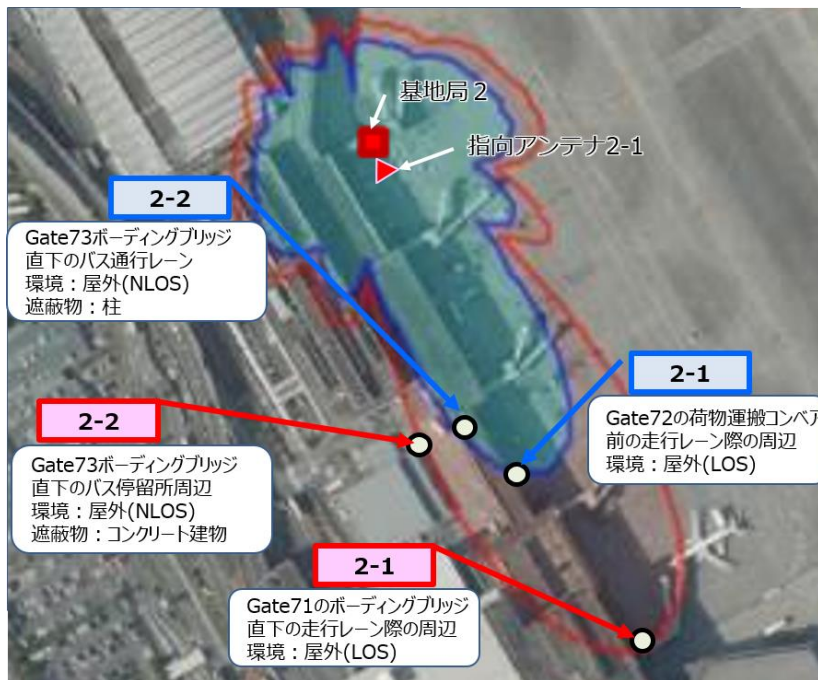 基地局２
指向アンテナ2-1
2-2
Gate73ボーディングブリッジ
直下のバス通行レーン
環境：屋外(NLOS)
遮蔽物：柱
2-1
Gate72の荷物運搬コンベア
前の走行レーン際の周辺
環境：屋外(LOS)
2-2
Gate73ボーディングブリッジ
直下のバス停留所周辺
環境：屋外(NLOS)
遮蔽物：コンクリート建物
2-1
Gate71のボーディングブリッジ
直下の走行レーン際の周辺
環境：屋外(LOS)